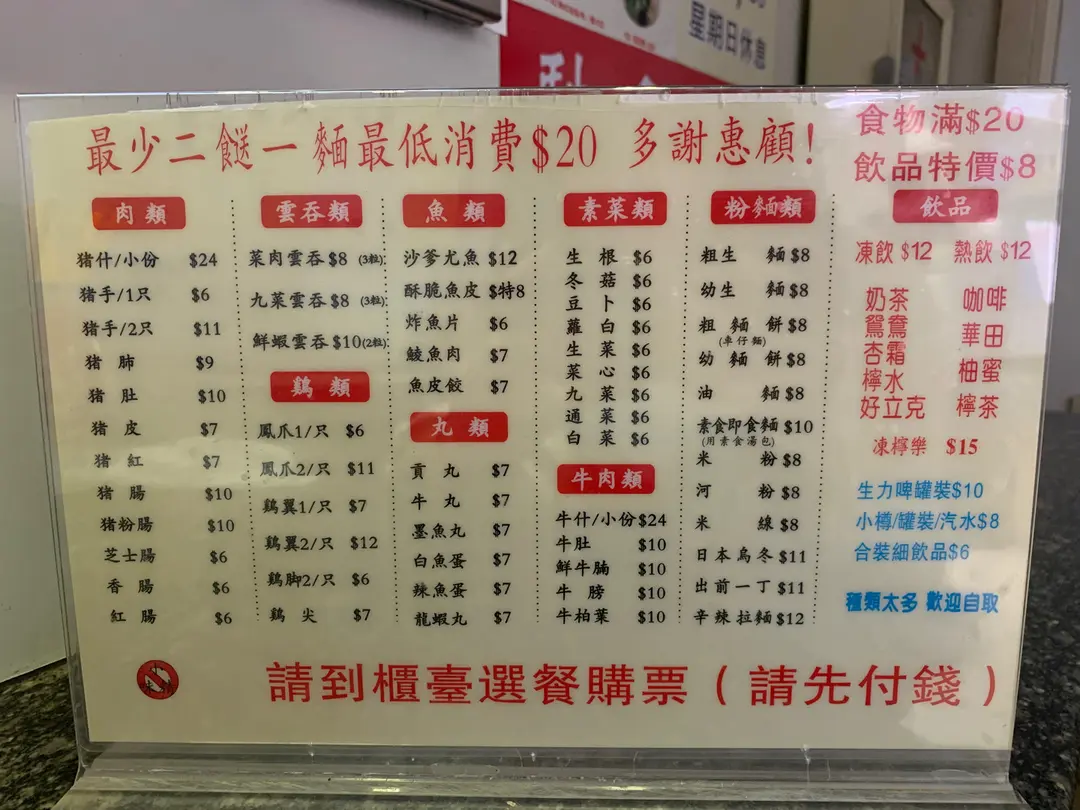 星期日休息
最少二餸一麵最低消費$20 多謝惠顧!
食物滿$20
飲品特價$8
肉類
猪什/小份 $24
猪手/1只 $6
猪手/2只 $11
猪肺 $9
猪肚 $10
猪皮 $7
猪紅 $7
猪腸 $10
猪粉腸 $10
芝士腸 $6
香腸 $6
紅腸 $6
雲吞類
菜肉雲吞$8 (3粒)
九菜雲吞$8 (3粒)
鮮蝦雲吞$10(2粒)
鷄類
鳳爪1/只 $6
鳳爪2/只 $11
鷄翼1/只 $7
鷄翼2/只 $12
鷄脚2/只 $6
鷄尖 $7
魚類
沙爹尤魚 $12
酥脆魚皮 $特8
炸魚片 $6
鯪魚肉 $7
魚皮餃 $7
丸類
貢丸 $7
牛丸 $7
墨魚丸 $7
白魚蛋 $7
辣魚蛋 $7
龍蝦丸 $7
素菜類
生根 $6
冬菇 $6
豆卜 $6
蘿白 $6
生菜 $6
菜心 $6
九菜 $6
通菜 $6
白菜 $6
牛肉類
牛什/小份$24
牛肚 $10
鮮牛腩 $10
牛膀 $10
牛柏葉 $10
粉麵類
粗生麵 $8
幼生麵 $8
粗麵餅 $8
(車仔麵)
幼麵餅 $8
油麵 $8
素食即食麵 $10
(用素食湯包)
米粉 $8
河粉 $8
米線 $8
日本烏冬 $11
出前一丁 $11
辛辣拉麵 $12
飲品
凍飲 $12 熱飲 $12
奶茶 咖啡
鴛鴦 華田
杏霜 柚蜜
檸水 檸茶
好立克
凍檸樂 $15
生力啤罐裝$10
小樽/罐裝/汽水$8
合裝細飲品$6
種類太多 歡迎自取
請到櫃臺選餐購票(請先付錢)